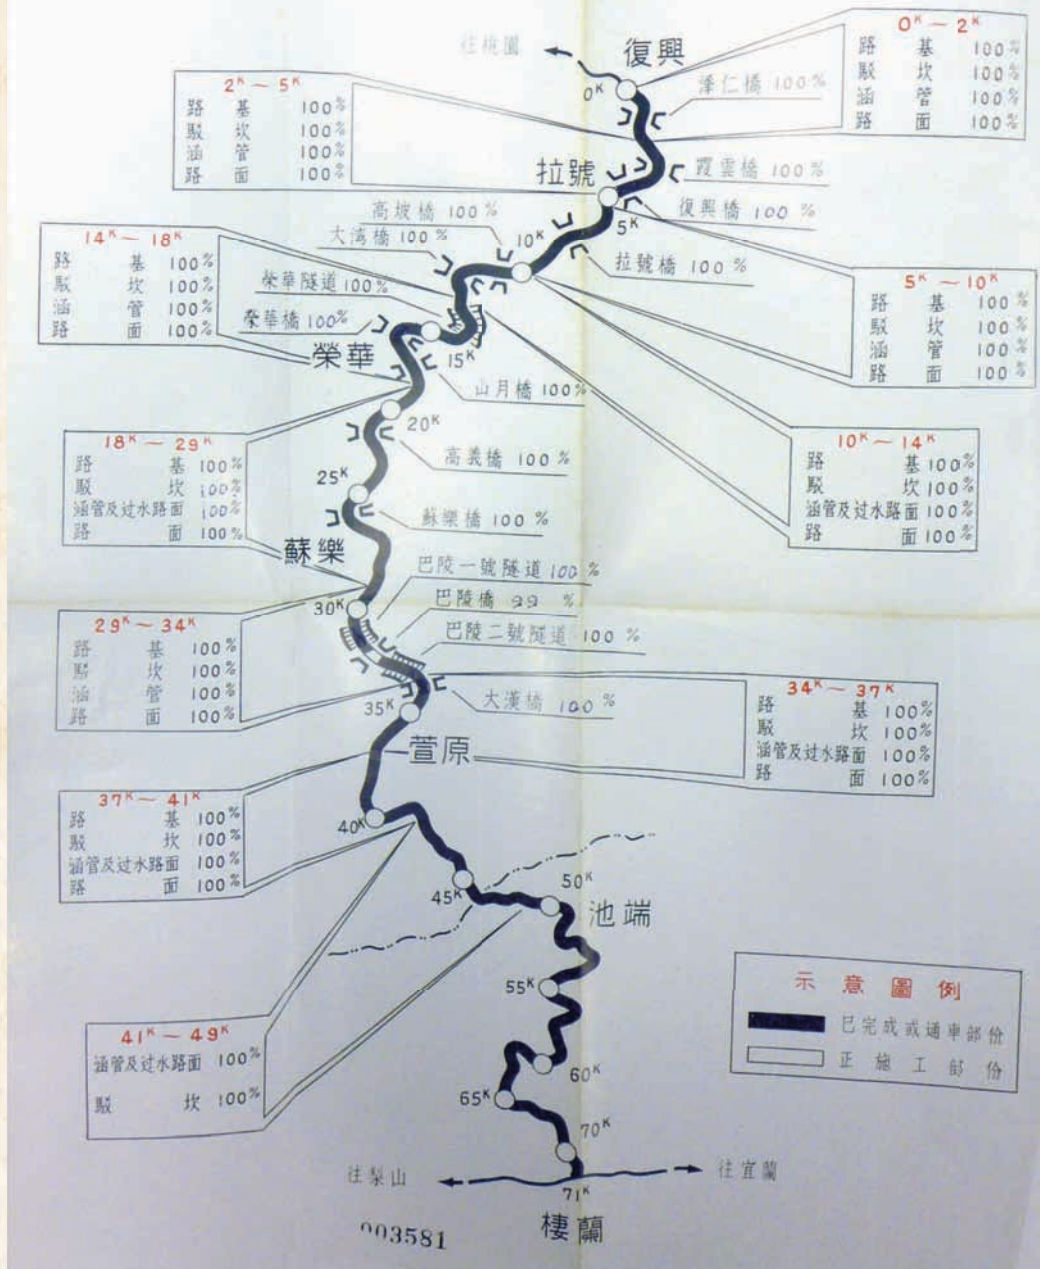 往桃園
復興
0K
澤仁橋 100%
0K～2K
路基 100%
駁坎 100%
涵管 100%
路面 100%
2K～5K
路基 100%
駁坎 100%
涵管 100%
路面 100%
霞雲橋 100%
拉號
復興橋 100%
5K
高坡橋 100%
大湾橋 100%
10K
拉號橋 100%
14K～18K
路基 100%
駁坎 100%
涵管 100%
路面 100%
榮華隧道 100%
榮華橋 100%
5K～10K
路基 100%
駁坎 100%
涵管 100%
路面 100%
榮華
15K
山月橋 100%
20K
18K～29K
路基 100%
駁坎 100%
涵管及过水路面 100%
路面 100%
高義橋 100%
10K～14K
路基 100%
駁坎 100%
涵管及过水路面 100%
路面 100%
25K
蘇樂橋 100%
蘇樂
巴陵一號隧道 100%
30K
巴陵橋 99%
巴陵二號隧道 100%
29K～34K
路基 100%
駁坎 100%
涵管 100%
路面 100%
大漢橋 100%
34K～37K
路基 100%
駁坎 100%
涵管及过水路面 100%
路面 100%
35K
萱原
37K～41K
路基 100%
駁坎 100%
涵管及过水路面 100%
路面 100%
40K
45K
50K
池端
55K
41K～49K
涵管及过水路面 100%
駁坎 100%
示意圖例
已完成或通車部份
正施工部份
60K
65K
70K
往梨山
往宜蘭
71K
棲蘭
003581